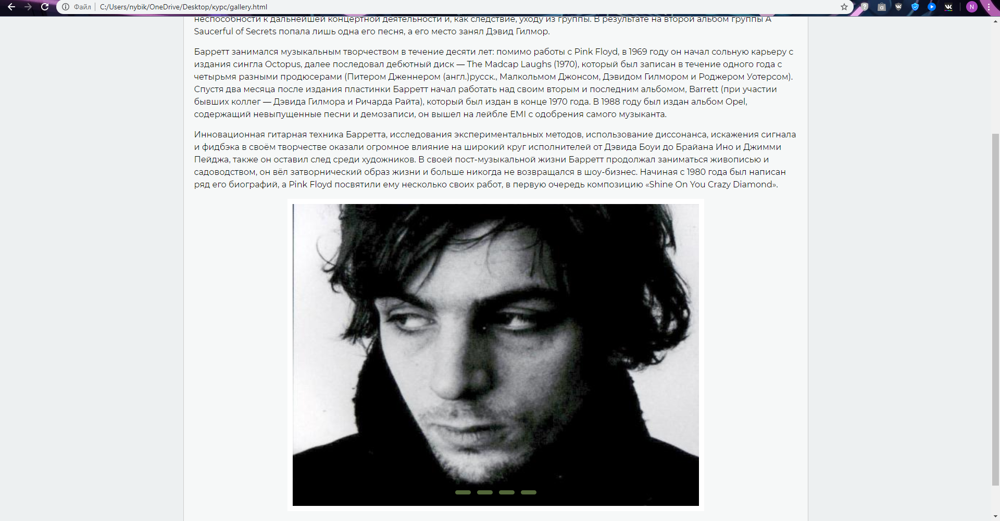 Файл
C:/Users/nybik/OneDrive/Desktop/курс/gallery.html
N
неспособности к дальнейшей концертной деятельности и, как следствие, уходу из группы. В результате на второй альбом группы A
Saucerful of Secrets попала лишь одна его песня, а его место занял Дэвид Гилмор.
Барретт занимался музыкальным творчеством в течение десяти лет: помимо работы с Pink Floyd, в 1969 году он начал сольную карьеру с
издания сингла Octopus, далее последовал дебютный диск — The Madcap Laughs (1970), который был записан в течение одного года с
четырьмя разными продюсерами (Питером Дженнером (англ.)русск., Малкольмом Джонсом, Дэвидом Гилмором и Роджером Уотерсом).
Спустя два месяца после издания пластинки Барретт начал работать над своим вторым и последним альбомом, Barrett (при участии
бывших коллег — Дэвида Гилмора и Ричарда Райта), который был издан в конце 1970 года. В 1988 году был издан альбом Opel,
содержащий невыпущенные песни и демозаписи, он вышел на лейбле EMI с одобрения самого музыканта.
Инновационная гитарная техника Барретта, исследования экспериментальных методов, использование диссонанса, искажения сигнала
и фидбэка в своём творчестве оказали огромное влияние на широкий круг исполнителей от Дэвида Боуи до Брайана Ино и Джимми
Пейджа, также он оставил след среди художников. В своей пост-музыкальной жизни Барретт продолжал заниматься живописью и
садоводством, он вёл затворнический образ жизни и больше никогда не возвращался в шоу-бизнес. Начиная с 1980 года был написан
ряд его биографий, а Pink Floyd посвятили ему несколько своих работ, в первую очередь композицию «Shine On You Crazy Diamond».